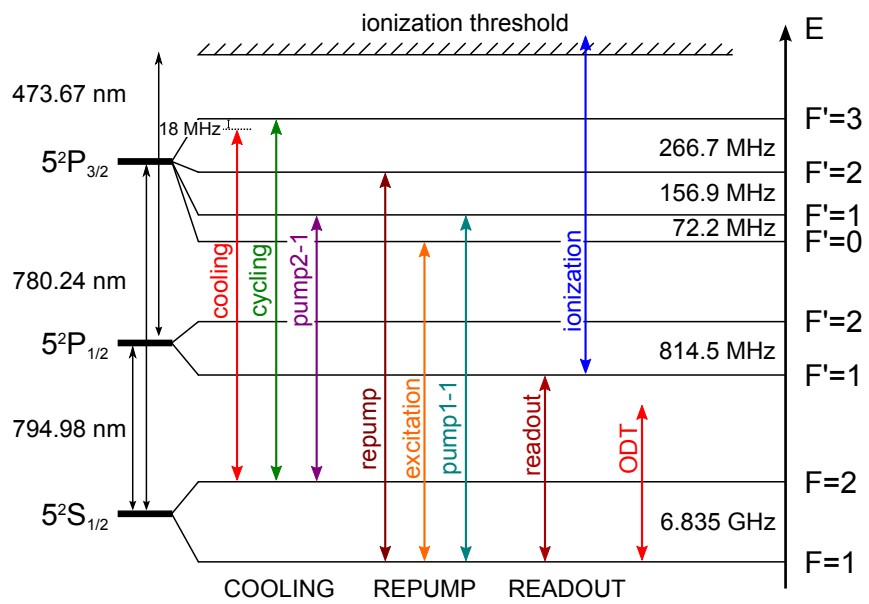 ionization threshold
E
473.67 nm
18 MHz
F'=3
266.7 MHz
5²P3/2
F'=2
156.9 MHz
F'=1
72.2 MHz
F'=0
cooling
cycling
pump2-1
ionization
780.24 nm
F'=2
5²P1/2
814.5 MHz
F'=1
repump
excitation
pump1-1
readout
ODT
794.98 nm
F=2
5²S1/2
6.835 GHz
F=1
COOLING REPUMP READOUT